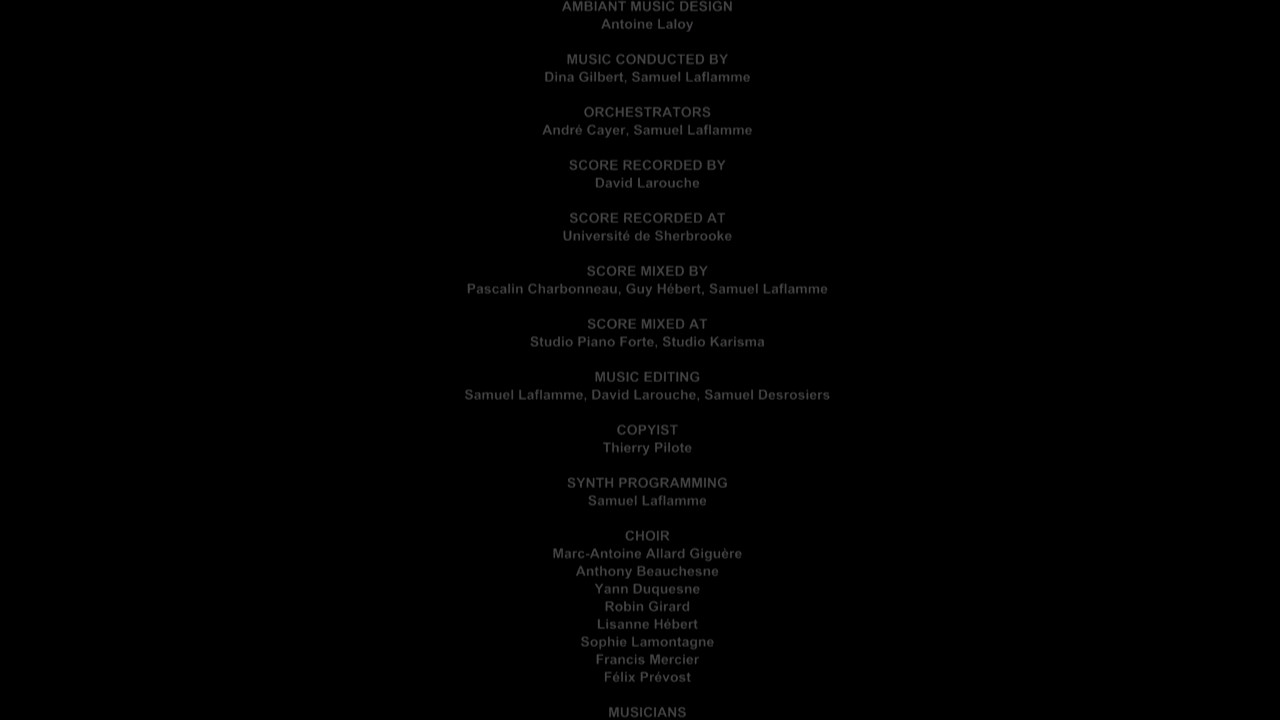 AMBIANT MUSIC DESIGN
Antoine Laloy
MUSIC CONDUCTED BY
Dina Gilbert, Samuel Laflamme
ORCHESTRATORS
André Cayer, Samuel Laflamme
SCORE RECORDED BY
David Larouche
SCORE RECORDED AT
Université de Sherbrooke
SCORE MIXED BY
Pascalin Charbonneau, Guy Hébert, Samuel Laflamme
SCORE MIXED AT
Studio Piano Forte, Studio Karisma
MUSIC EDITING
Samuel Laflamme, David Larouche, Samuel Desrosiers
COPYIST
Thierry Pilote
SYNTH PROGRAMMING
Samuel Laflamme
CHOIR
Marc-Antoine Allard Giguère
Anthony Beauchesne
Yann Duquesne
Robin Girard
Lisanne Hébert
Sophie Lamontagne
Francis Mercier
Félix Prévost
MUSICIANS